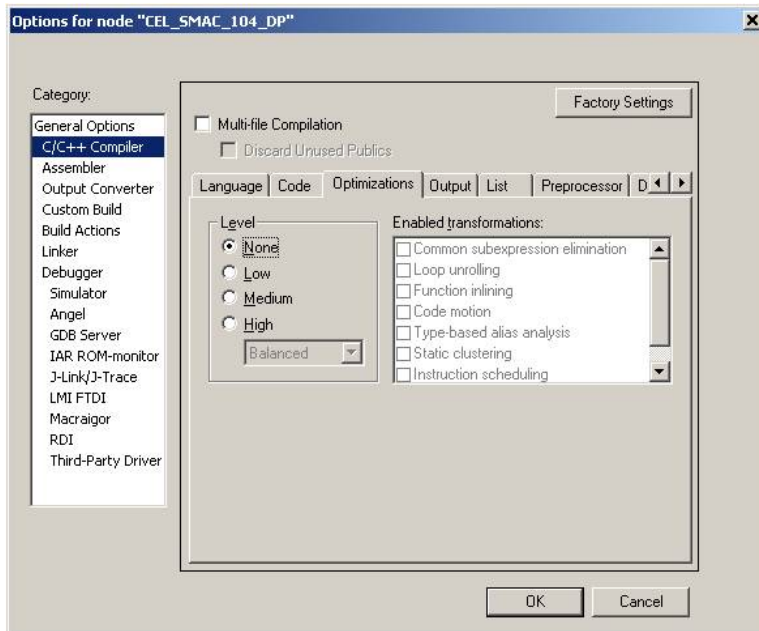 Options for node "CEL_SMAC_104_DP"
Category:
General Options
C/C++ Compiler
Assembler
Output Converter
Custom Build
Build Actions
Linker
Debugger
Simulator
Angel
GDB Server
IAR ROM-monitor
J-Link/J-Trace
LMI FTDI
Macraigor
RDI
Third-Party Driver
Factory Settings
Multi-file Compilation
Discard Unused Publics
Language Code Optimizations Output List Preprocessor D
Level
None
Low
Medium
High
Balanced
Enabled transformations:
Common subexpression elimination
Loop unrolling
Function inlining
Code motion
Type-based alias analysis
Static clustering
Instruction scheduling
OK Cancel